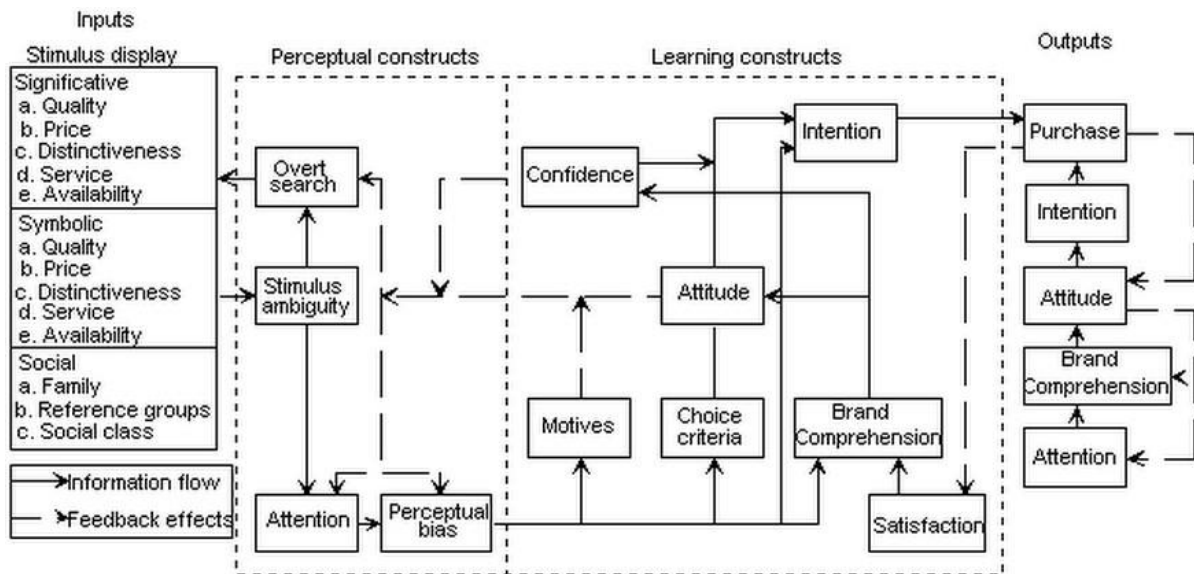 Inputs
Stimulus display
Significative
a. Quality
b. Price
c. Distinctiveness
d. Service
e. Availability
Symbolic
a. Quality
b. Price
c. Distinctiveness
d. Service
e. Availability
Social
a. Family
b. Reference groups
c. Social class
Information flow
Feedback effects
Perceptual constructs
Overt
search
Stimulus
ambiguity
Attention
Perceptual
bias
Learning constructs
Confidence
Intention
Attitude
Motives
Choice
criteria
Brand
Comprehension
Satisfaction
Outputs
Purchase
Intention
Attitude
Brand
Comprehension
Attention